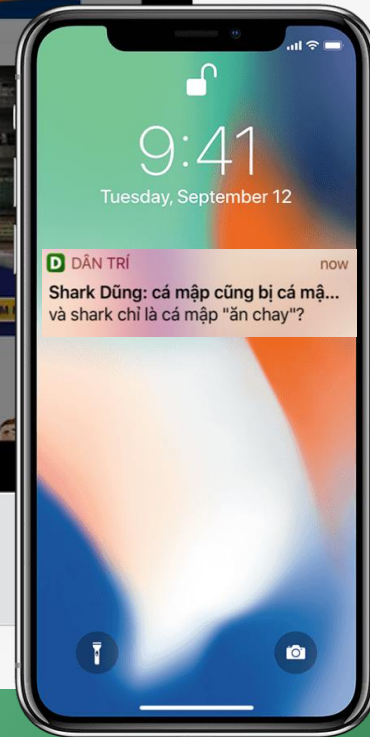 9:41
Tuesday, September 12
D DÂN TRÍ now
Shark Dũng: cá mập cũng bị cá mậ...
và shark chỉ là cá mập "ăn chay"?